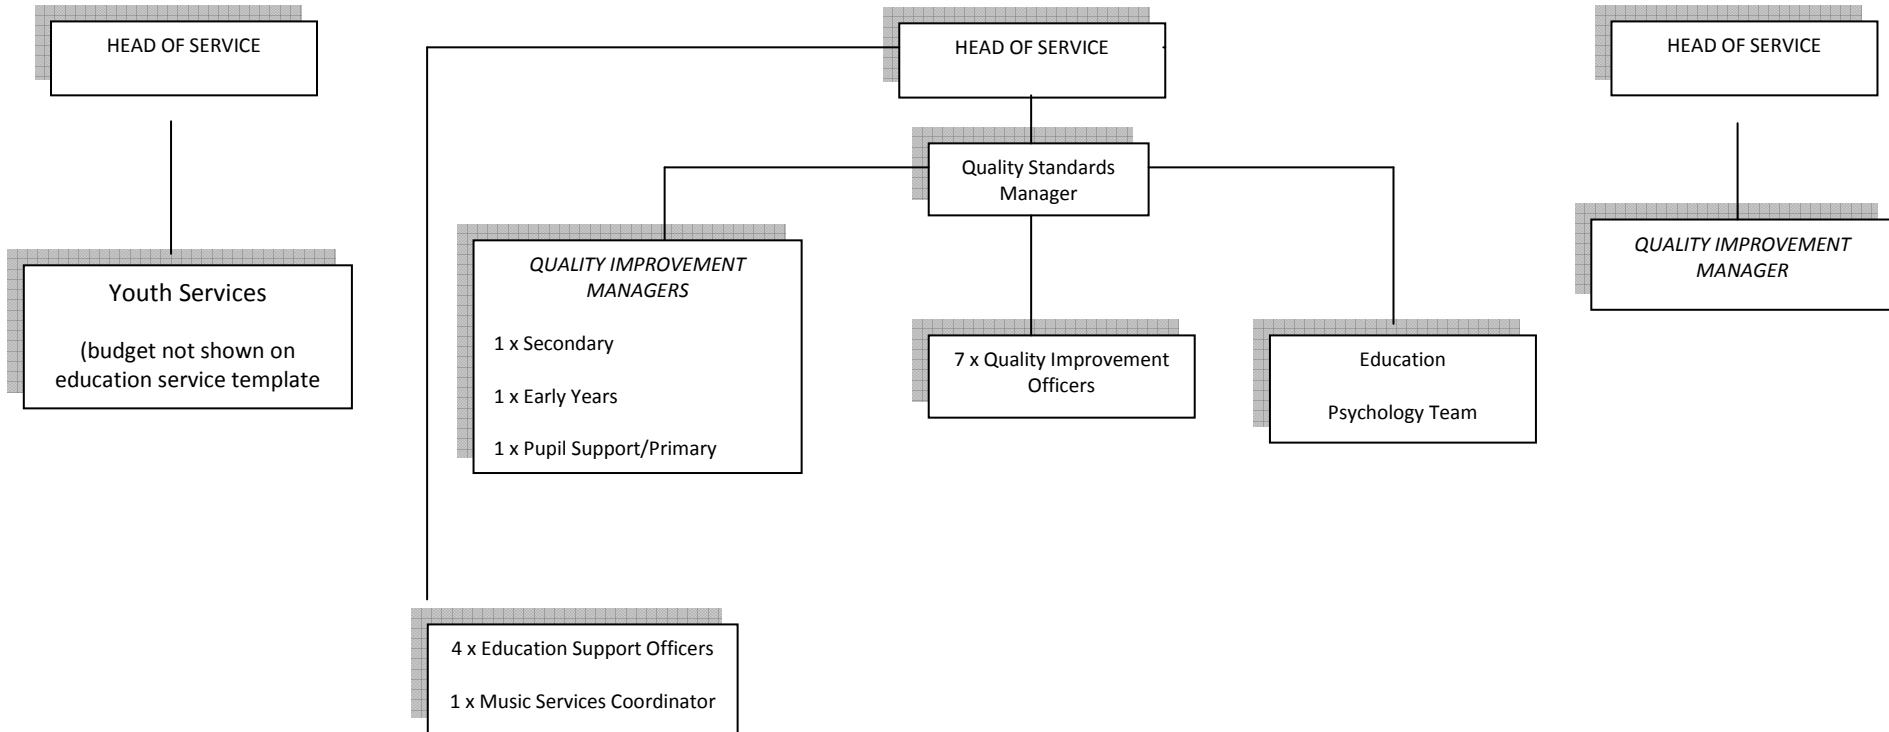 HEAD OF SERVICE
HEAD OF SERVICE
HEAD OF SERVICE
Quality Standards
Manager
QUALITY IMPROVEMENT
MANAGER
Youth Services
(budget not shown on
education service template
QUALITY IMPROVEMENT
MANAGERS
1 x Secondary
1 x Early Years
1 x Pupil Support/Primary
7 x Quality Improvement
Officers
Education
Psychology Team
4 x Education Support Officers
1 x Music Services Coordinator